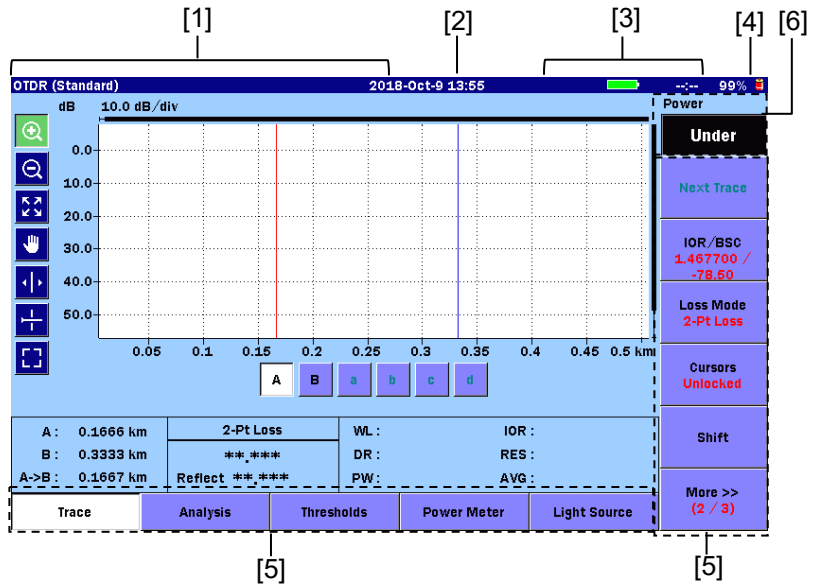 [1] [2] [3] [4] [6]
OTDR (Standard) 2018-Oct-9 13:55 --:-- 99%
dB 10.0 dB/div
Power
Under
0.0
10.0
20.0
30.0
40.0
50.0
Next Trace
IOR/BSC
1.467700 /
-78.50
Loss Mode
2-Pt Loss
Cursors
Unlocked
Shift
More >>
(2 / 3)
0.05 0.1 0.15 0.2 0.25 0.3 0.35 0.4 0.45 0.5 km
A B a b c d
A : 0.1666 km
B : 0.3333 km
A->B : 0.1667 km
2-Pt Loss
**.***
Reflect **.***
WL : IOR :
DR : RES :
PW : AVG :
Trace Analysis Thresholds Power Meter Light Source
[5] [5]